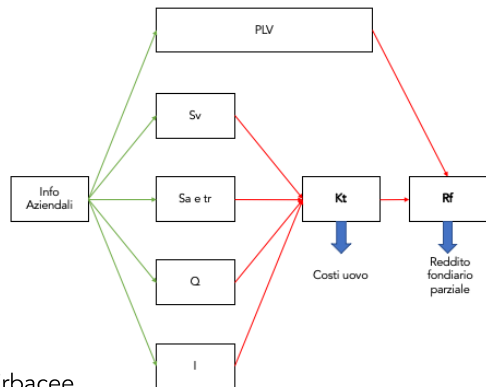 PLV
Sv
Info
Aziendali
Sa e tr
Kt
Rf
Costi uovo
Reddito
fondiario
parziale
Q
I
rbacee